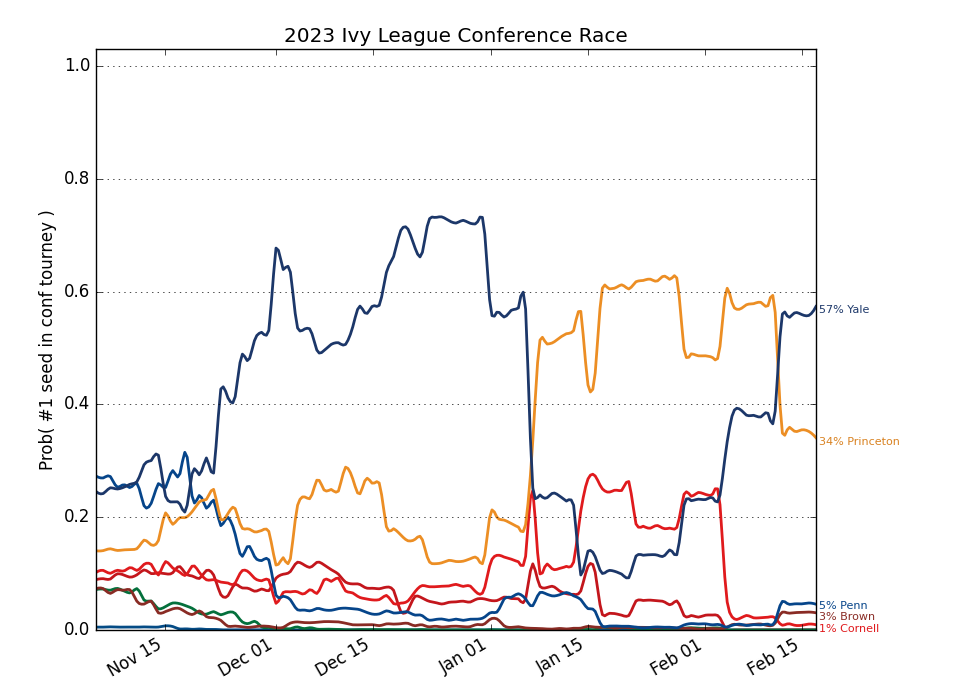 2023 Ivy League Conference Race
Prob( #1 seed in conf tourney )
1.0
0.8
0.6
0.4
0.2
0.0
57% Yale
34% Princeton
5% Penn
3% Brown
1% Cornell
Nov 15
Dec 01
Dec 15
Jan 01
Jan 15
Feb 01
Feb 15